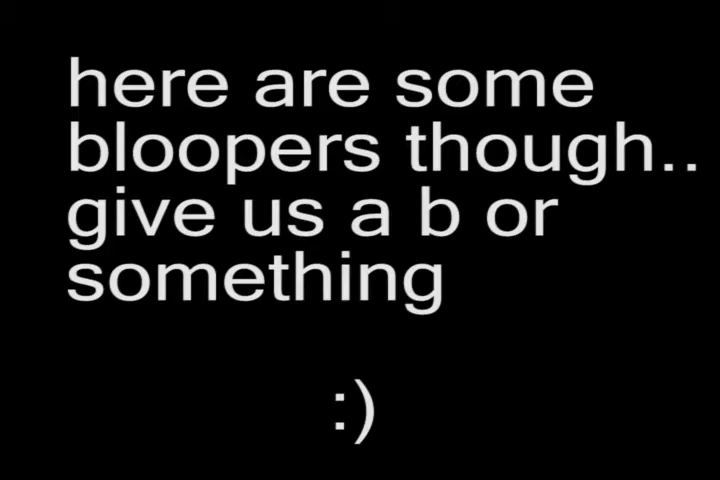 here are some
bloopers though..
give us a b or
something
:)